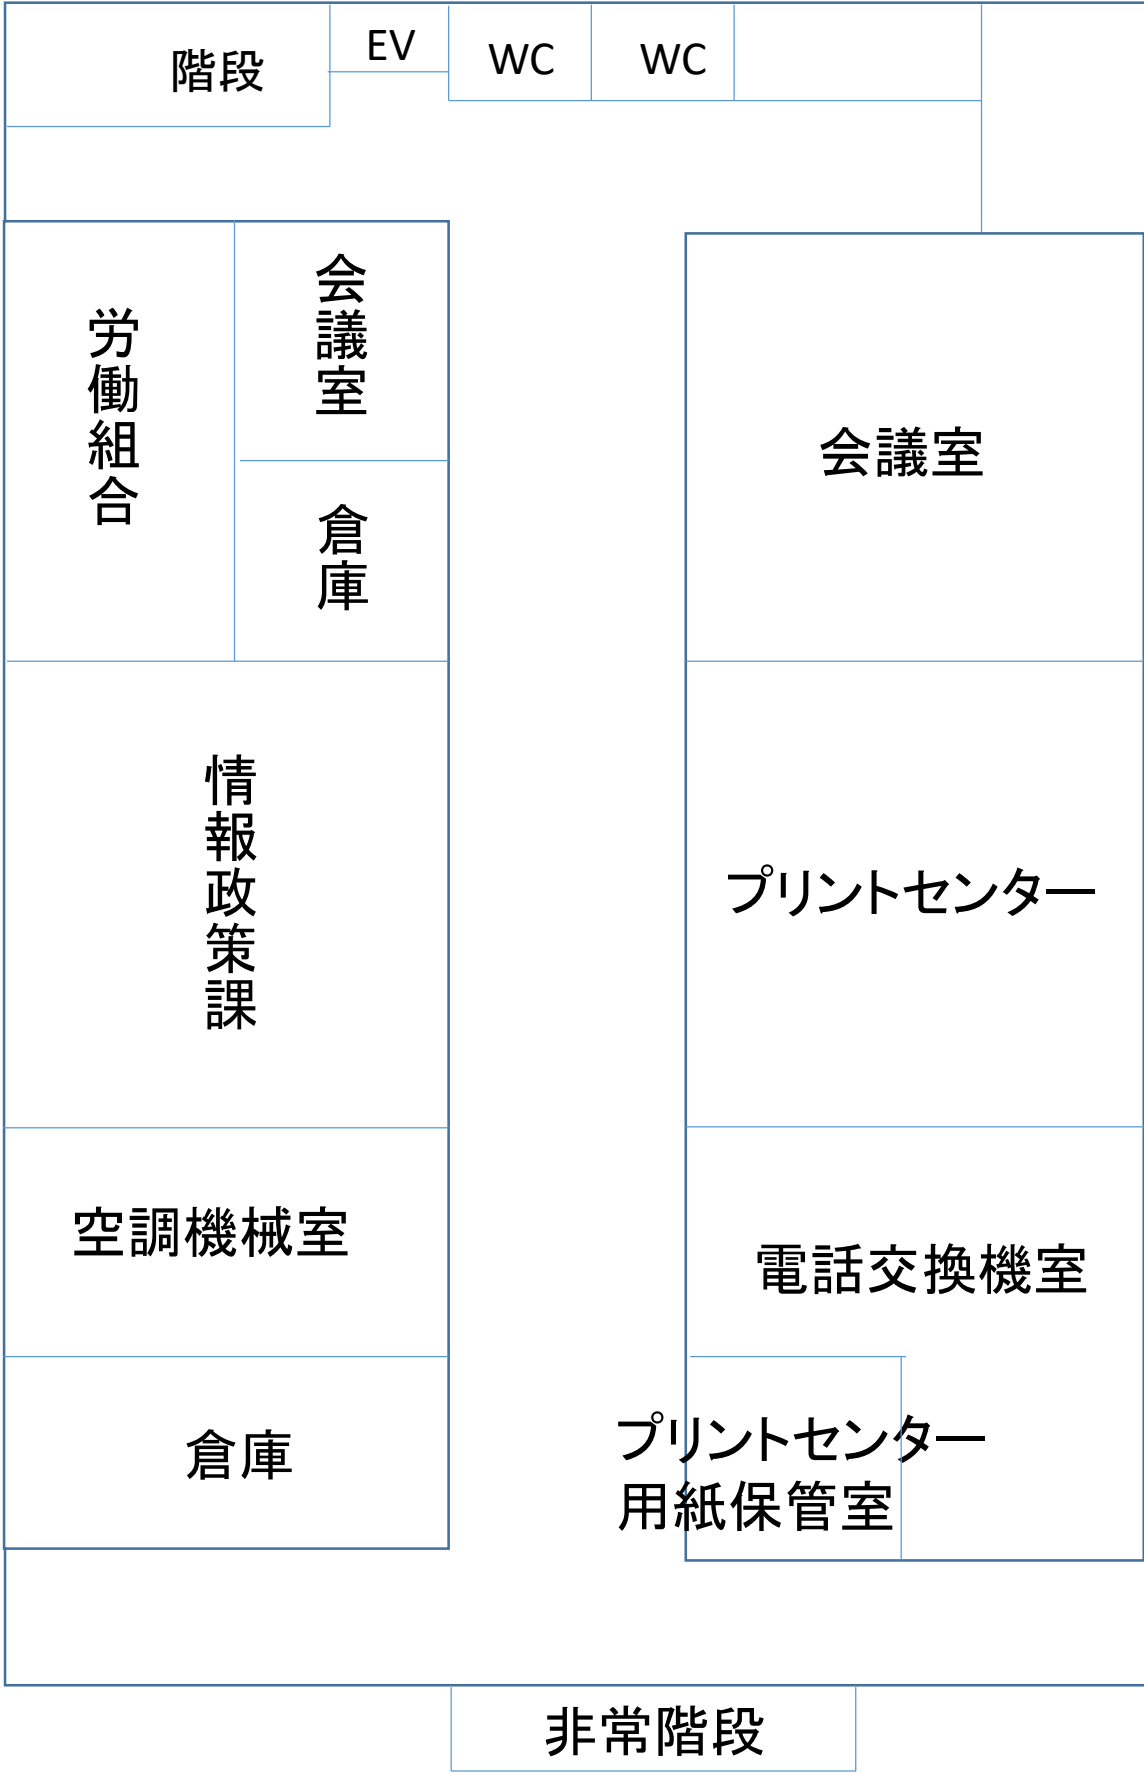 階段
EV
WC
WC
労働組合
会議室
倉庫
会議室
情報政策課
プリントセンター
空調機械室
電話交換機室
倉庫
プリントセンター
用紙保管室
非常階段